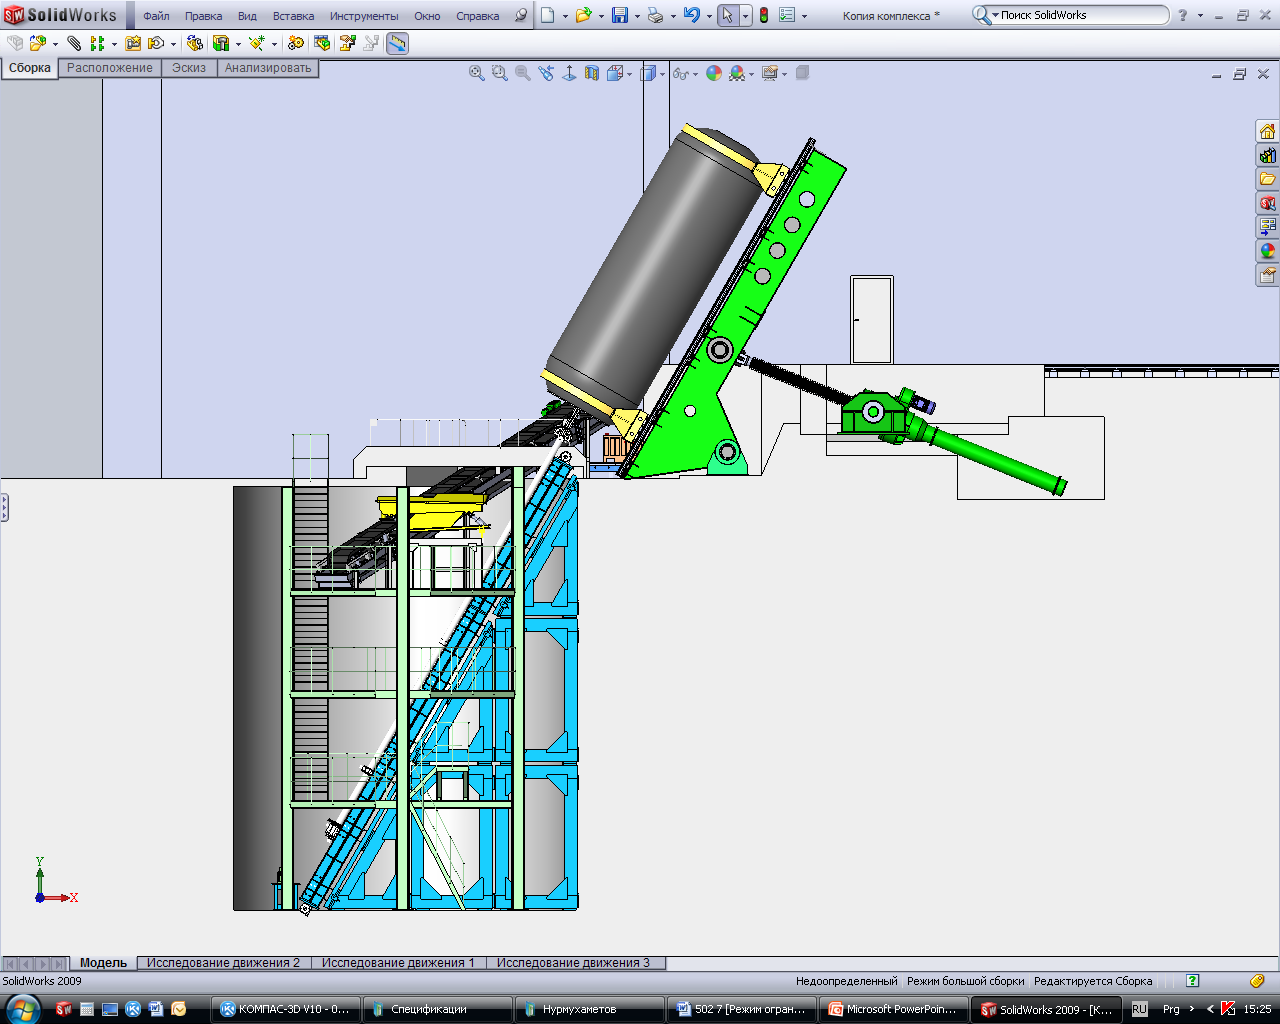 SolidWorks Файл Правка Вид Вставка Инструменты Окно Справка Копия комплекса * Поиск SolidWorks ?
Сборка Расположение Эскиз Анализировать
Y
X
Модель Исследование движения 2 Исследование движения 1 Исследование движения 3
SolidWorks 2009 Недоопределенный Режим большой сборки Редактируется Сборка ?
КОМПАС-3D V10 - 0... Спецификации Нурмухаметов 502 7 [Режим огран... Microsoft PowerPoin... SolidWorks 2009 - [К... RU Prg 15:25